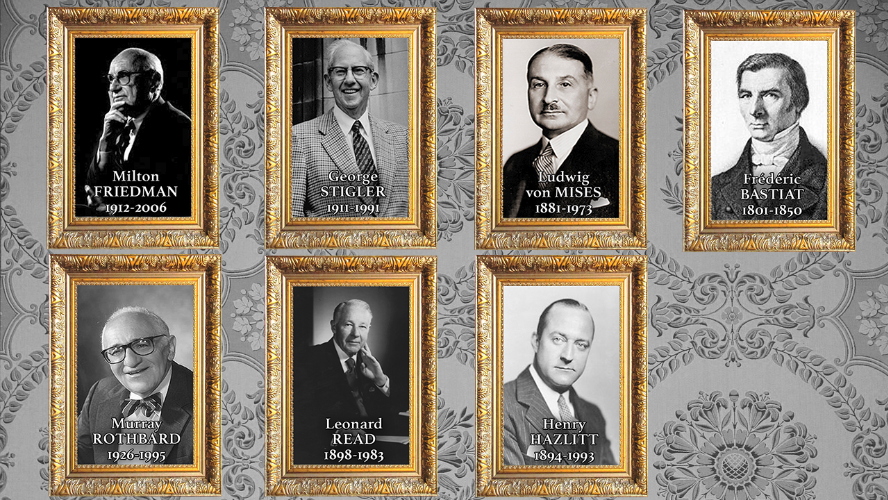 Milton
FRIEDMAN
1912-2006
George
STIGLER
1911-1991
Ludwig
von MISES
1881-1973
Frédéric
BASTIAT
1801-1850
Murray
ROTHBARD
1926-1995
Leonard
READ
1898-1983
Henry
HAZLITT
1894-1993